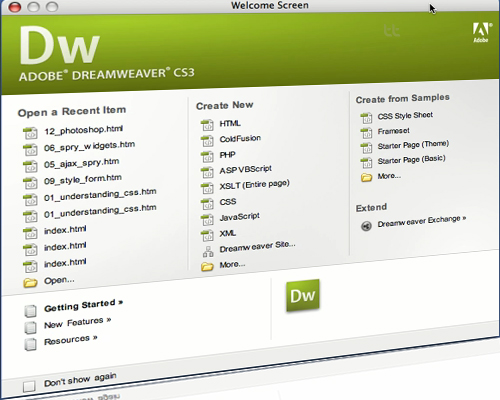 Welcome Screen
Dw
Adobe
ADOBE® DREAMWEAVER® CS3
Open a Recent Item
12_photoshop.html
06_spry_widgets.htm
05_ajax_spry.htm
09_style_form.htm
01_understanding_css.htm
01_understanding_css.htm
index.html
index.html
index.html
Open...
Create New
HTML
ColdFusion
PHP
ASP VBScript
XSLT (Entire page)
CSS
JavaScript
XML
Dreamweaver Site...
More...
Create from Samples
CSS Style Sheet
Frameset
Starter Page (Theme)
Starter Page (Basic)
More...
Extend
Dreamweaver Exchange »
Getting Started »
New Features »
Resources »
Dw
Don't show again